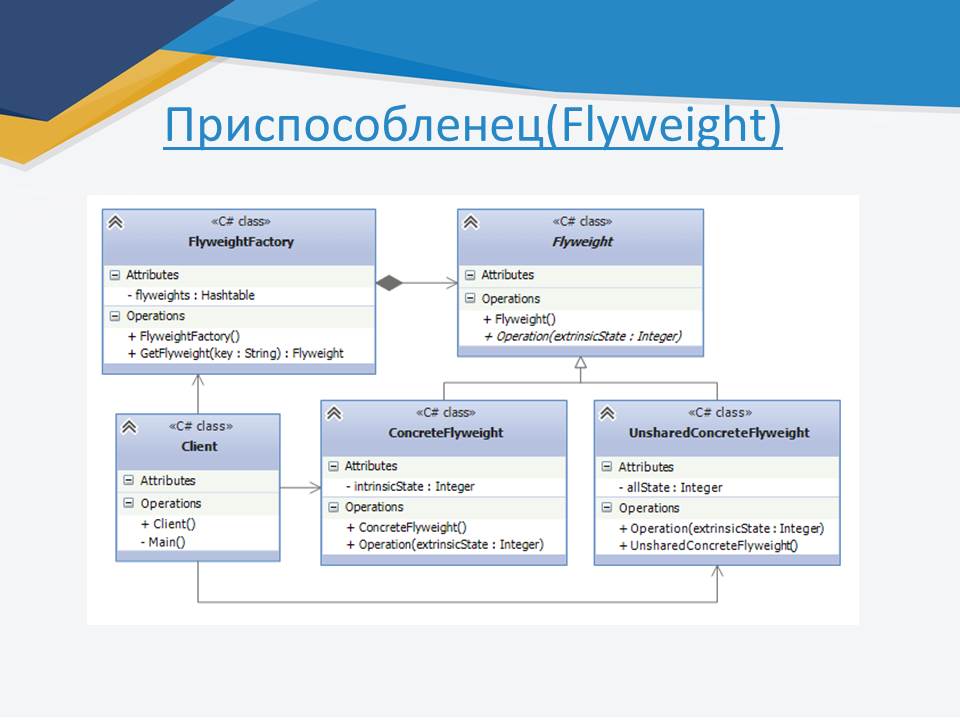 Приспособленец(Flyweight)
«C# class»
FlyweightFactory
Attributes
- flyweights : Hashtable
Operations
+ FlyweightFactory()
+ GetFlyweight(key : String) : Flyweight
«C# class»
Flyweight
Attributes
Operations
+ Flyweight()
+ Operation(extrinsicState : Integer)
«C# class»
Client
Attributes
Operations
+ Client()
- Main()
«C# class»
ConcreteFlyweight
Attributes
- intrinsicState : Integer
Operations
+ ConcreteFlyweight()
+ Operation(extrinsicState : Integer)
«C# class»
UnsharedConcreteFlyweight
Attributes
- allState : Integer
Operations
+ Operation(extrinsicState : Integer)
+ UnsharedConcreteFlyweight()